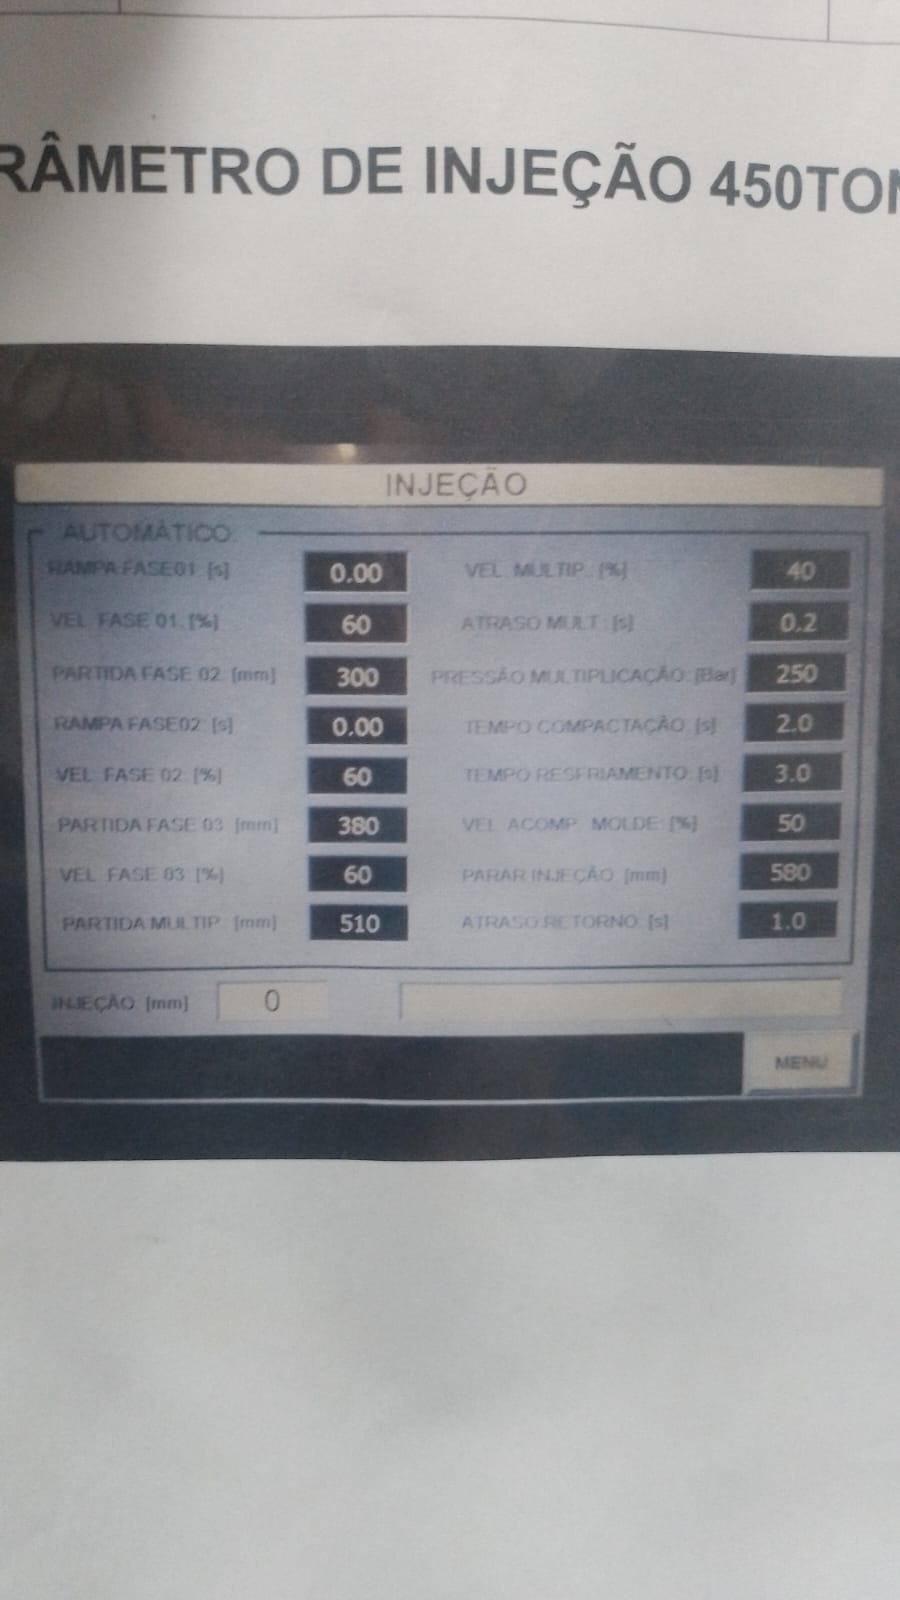 RÂMETRO DE INJEÇÃO 450TON
INJEÇÃO
AUTOMÁTICO:
RAMPA FASE01: [s] 0.00 VEL. MULTIP.: [%] 40
VEL. FASE 01: [%] 60 ATRASO MULT.: [s] 0.2
PARTIDA FASE 02: [mm] 300 PRESSÃO MULTIPLICAÇÃO: [Bar] 250
RAMPA FASE02: [s] 0.00 TEMPO COMPACTAÇÃO: [s] 2.0
VEL. FASE 02: [%] 60 TEMPO RESFRIAMENTO: [s] 3.0
PARTIDA FASE 03: [mm] 380 VEL. ACOMP. MOLDE: [%] 50
VEL. FASE 03: [%] 60 PARAR INJEÇÃO: [mm] 580
PARTIDA MULTIP.: [mm] 510 ATRASO RETORNO: [s] 1.0
INJEÇÃO: [mm] 0
MENU